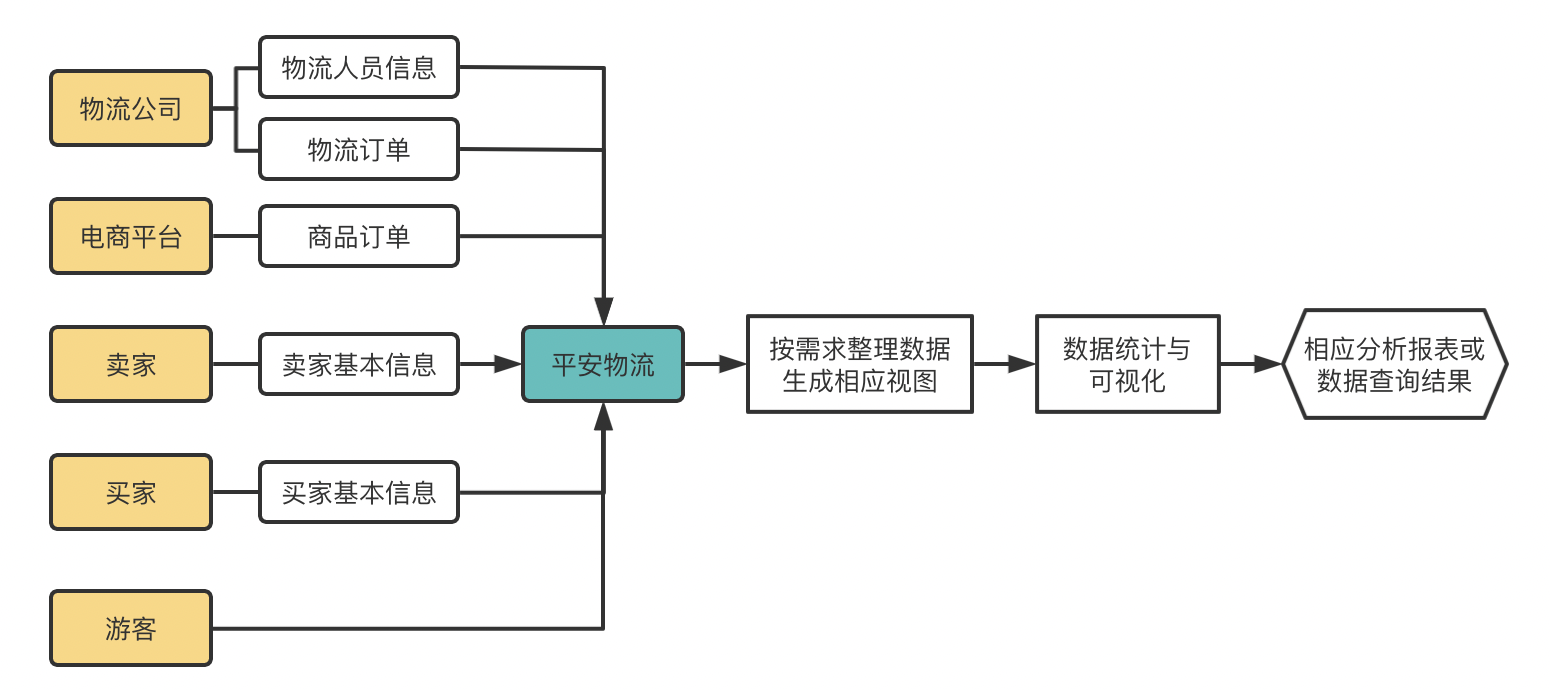 物流公司
物流人员信息
物流订单
电商平台
商品订单
卖家
卖家基本信息
平安物流
按需求整理数据
生成相应视图
数据统计与
可视化
相应分析报表或
数据查询结果
买家
买家基本信息
游客